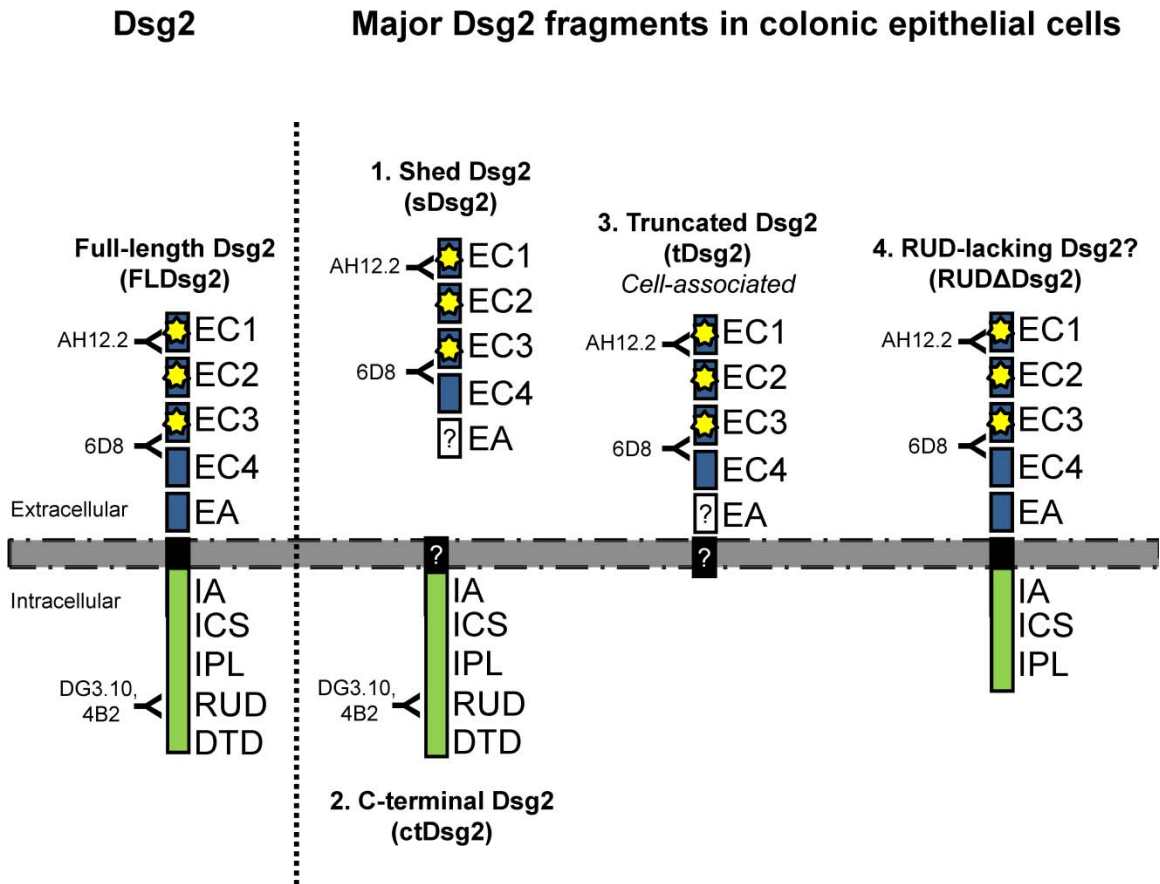 Dsg2
Major Dsg2 fragments in colonic epithelial cells
Full-length Dsg2
(FLDsg2)
AH12.2
EC1
EC2
EC3
6D8
EC4
EA
Extracellular
Intracellular
IA
ICS
IPL
DG3.10,
4B2
RUD
DTD
1. Shed Dsg2
(sDsg2)
AH12.2
EC1
EC2
EC3
6D8
EC4
? EA
?
IA
ICS
IPL
DG3.10,
4B2
RUD
DTD
2. C-terminal Dsg2
(ctDsg2)
3. Truncated Dsg2
(tDsg2)
Cell-associated
AH12.2
EC1
EC2
EC3
6D8
EC4
? EA
?
4. RUD-lacking Dsg2?
(RUDΔDsg2)
AH12.2
EC1
EC2
EC3
6D8
EC4
EA
IA
ICS
IPL